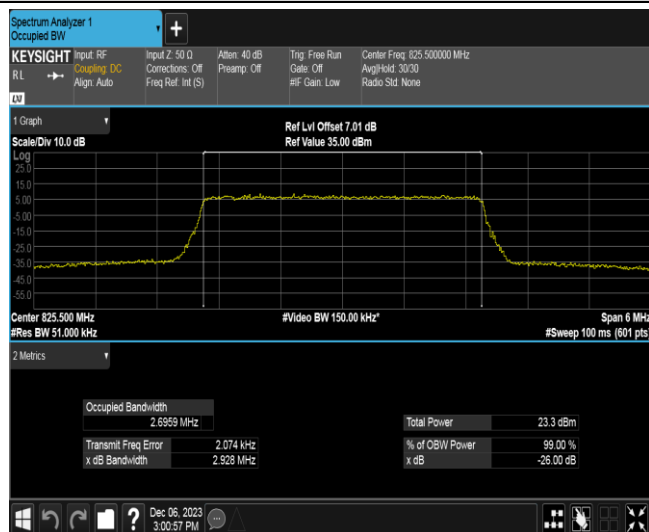 Spectrum Analyzer 1
Occupied BW
KEYSIGHT Input: RF Input Z: 50 Ω Atten: 40 dB Trig: Free Run Center Freq: 825.500000 MHz
RL Coupling: DC Corrections: Off Preamp: Off Gate: Off Avg|Hold: 30/30
Align: Auto Freq Ref: Int (S) #IF Gain: Low Radio Std: None
LXI
1 Graph
Ref Lvl Offset 7.01 dB
Scale/Div 10.0 dB Ref Value 35.00 dBm
Log
25.0
15.0
5.00
-5.00
-15.0
-25.0
-35.0
-45.0
-55.0
Center 825.500 MHz #Video BW 150.00 kHz* Span 6 MHz
#Res BW 51.000 kHz #Sweep 100 ms (601 pts)
2 Metrics
Occupied Bandwidth
2.6959 MHz Total Power 23.3 dBm
Transmit Freq Error 2.074 kHz % of OBW Power 99.00 %
x dB Bandwidth 2.928 MHz x dB -26.00 dB
Dec 06, 2023
3:00:57 PM